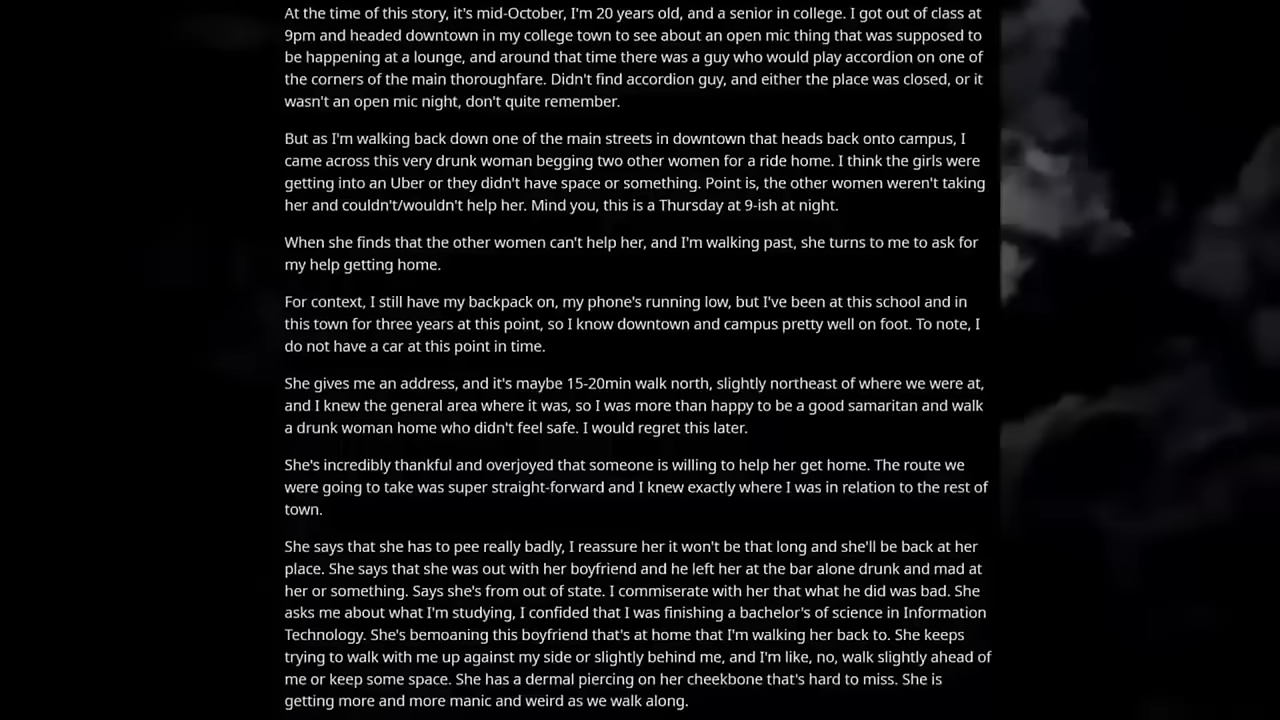 At the time of this story, it's mid-October, I'm 20 years old, and a senior in college. I got out of class at
9pm and headed downtown in my college town to see about an open mic thing that was supposed to
be happening at a lounge, and around that time there was a guy who would play accordion on one of
the corners of the main thoroughfare. Didn't find accordion guy, and either the place was closed, or it
wasn't an open mic night, don't quite remember.
But as I'm walking back down one of the main streets in downtown that heads back onto campus, I
came across this very drunk woman begging two other women for a ride home. I think the girls were
getting into an Uber or they didn't have space or something. Point is, the other women weren't taking
her and couldn't/wouldn't help her. Mind you, this is a Thursday at 9-ish at night.
When she finds that the other women can't help her, and I'm walking past, she turns to me to ask for
my help getting home.
For context, I still have my backpack on, my phone's running low, but I've been at this school and in
this town for three years at this point, so I know downtown and campus pretty well on foot. To note, I
do not have a car at this point in time.
She gives me an address, and it's maybe 15-20min walk north, slightly northeast of where we were at,
and I knew the general area where it was, so I was more than happy to be a good samaritan and walk
a drunk woman home who didn't feel safe. I would regret this later.
She's incredibly thankful and overjoyed that someone is willing to help her get home. The route we
were going to take was super straight-forward and I knew exactly where I was in relation to the rest of
town.
She says that she has to pee really badly, I reassure her it won't be that long and she'll be back at her
place. She says that she was out with her boyfriend and he left her at the bar alone drunk and mad at
her or something. Says she's from out of state. I commiserate with her that what he did was bad. She
asks me about what I'm studying, I confided that I was finishing a bachelor's of science in Information
Technology. She's bemoaning this boyfriend that's at home that I'm walking her back to. She keeps
trying to walk with me up against my side or slightly behind me, and I'm like, no, walk slightly ahead of
me or keep some space. She has a dermal piercing on her cheekbone that's hard to miss. She is
getting more and more manic and weird as we walk along.